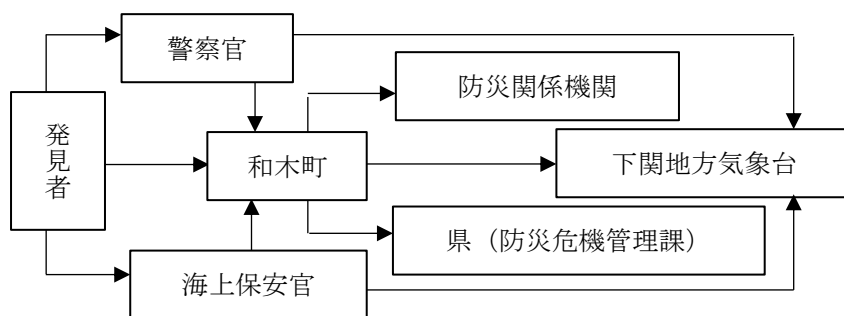 警察官
防災関係機関
発見者
和木町
下関地方気象台
県（防災危機管理課）
海上保安官